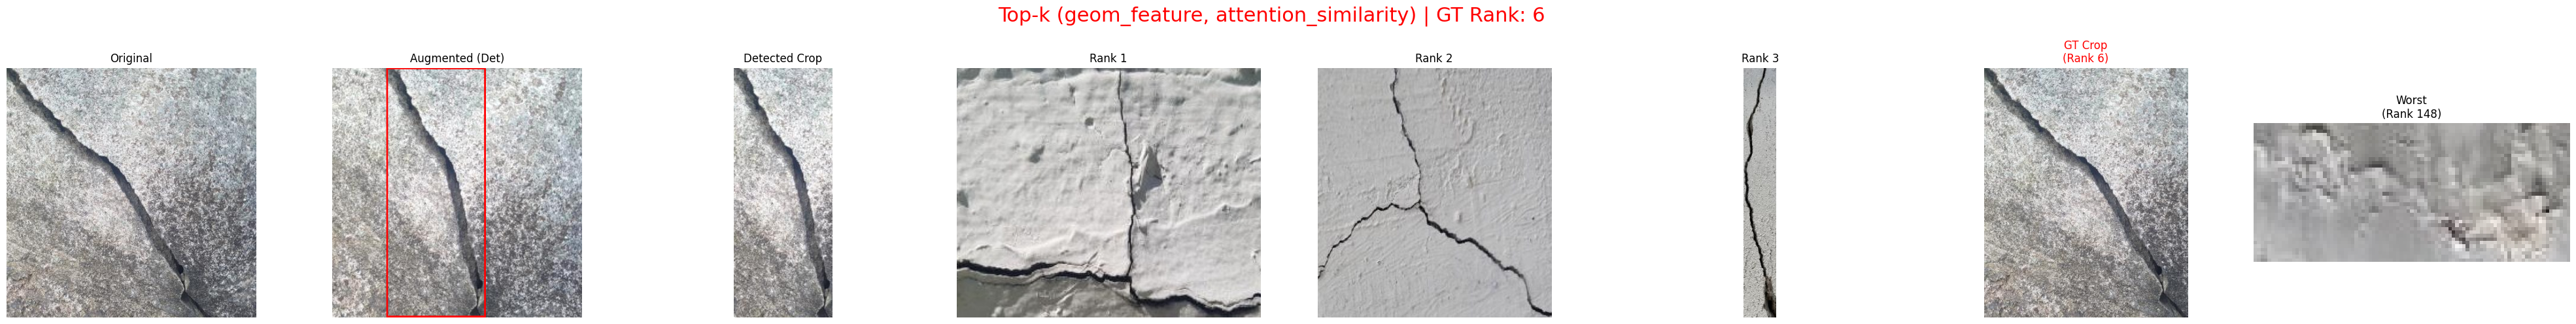 Top-k (geom_feature, attention_similarity) | GT Rank: 6
Original
Augmented (Det)
Detected Crop
Rank 1
Rank 2
Rank 3
GT Crop
(Rank 6)
Worst
(Rank 148)